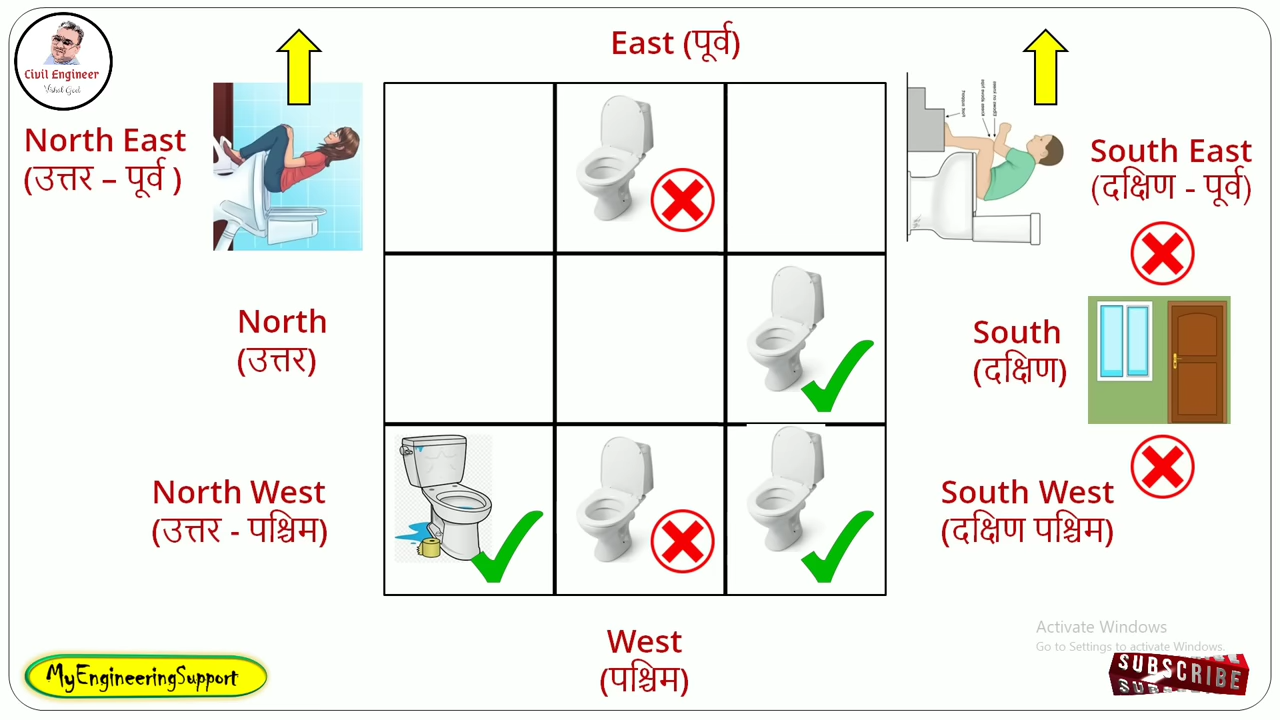 Civil Engineer
Vishal Goel
East (पूर्व)
North East
(उत्तर – पूर्व )
South East
(दक्षिण - पूर्व)
North
(उत्तर)
South
(दक्षिण)
North West
(उत्तर - पश्चिम)
South West
(दक्षिण पश्चिम)
West
(पश्चिम)
Activate Windows
Go to Settings to activate Windows.
MyEngineeringSupport
SUBSCRIBE